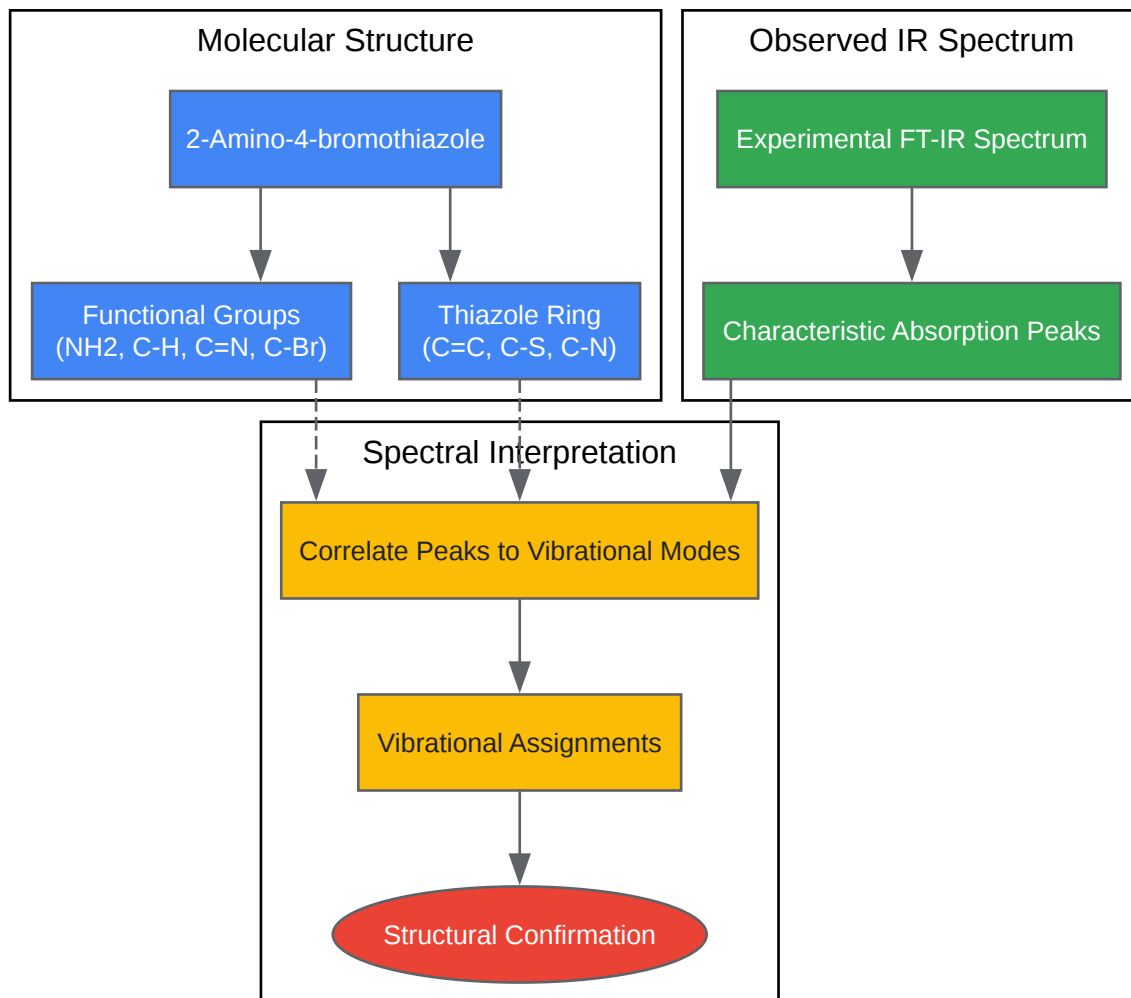 Molecular Structure
2-Amino-4-bromothiazole
Functional Groups
(NH2, C-H, C=N, C-Br)
Thiazole Ring
(C=C, C-S, C-N)
Observed IR Spectrum
Experimental FT-IR Spectrum
Characteristic Absorption Peaks
Spectral Interpretation
Correlate Peaks to Vibrational Modes
Vibrational Assignments
Structural Confirmation